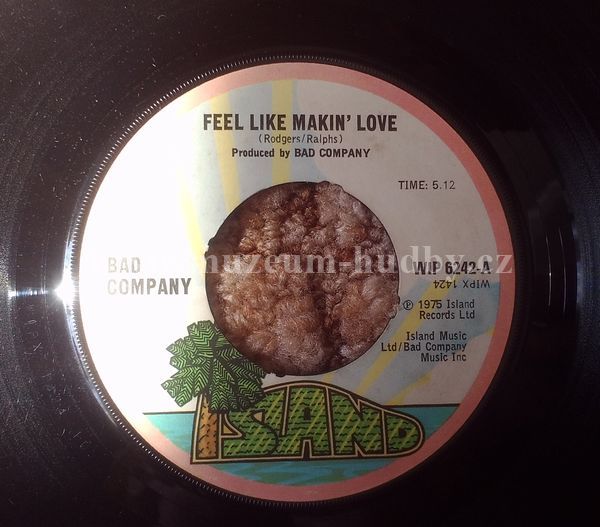 FEEL LIKE MAKIN' LOVE
(Rodgers/Ralphs)
Produced by BAD COMPANY
TIME: 5.12
BAD
COMPANY
muzeum-hudby.cz
WIP 6242-A
WIPX 1424
℗ 1975 Island
Records Ltd
Island Music
Ltd/Bad Company
Music Inc
ISLAND